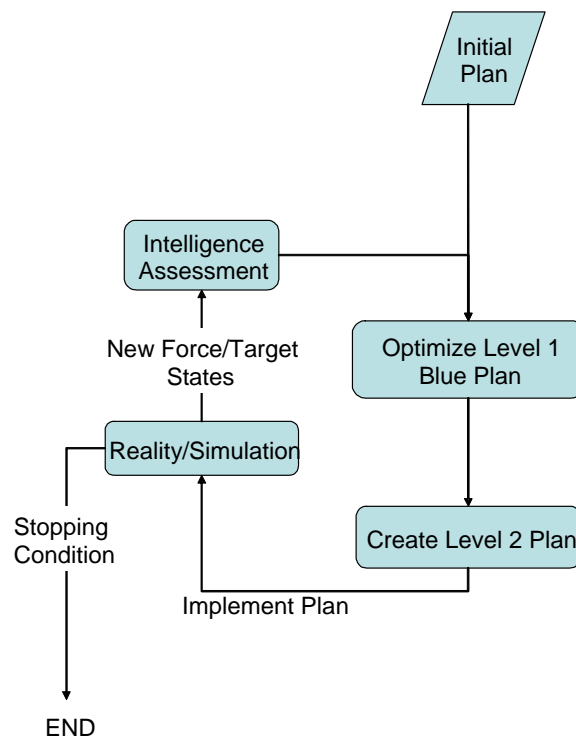 Initial
Plan
Intelligence
Assessment
New Force/Target
States
Optimize Level 1
Blue Plan
Reality/Simulation
Create Level 2 Plan
Stopping
Condition
Implement Plan
END